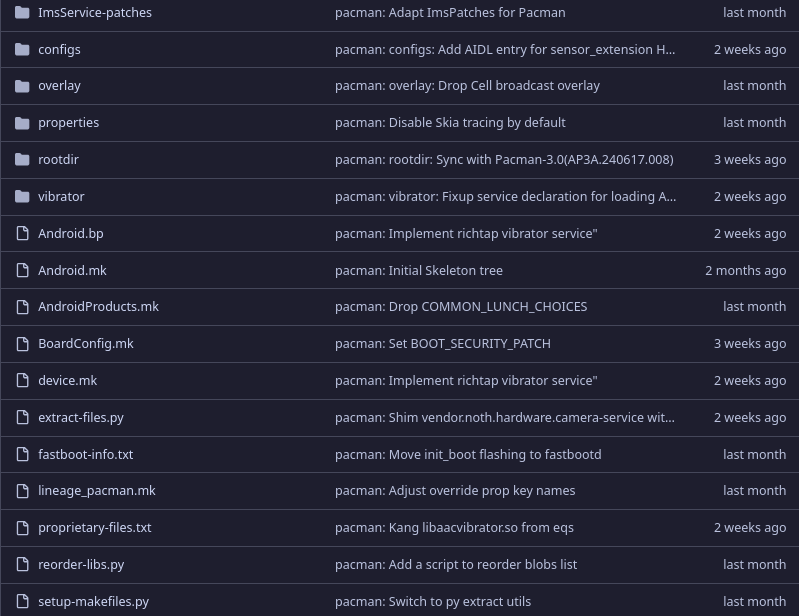 ImsService-patches pacman: Adapt ImsPatches for Pacman last month
configs pacman: configs: Add AIDL entry for sensor_extension H... 2 weeks ago
overlay pacman: overlay: Drop Cell broadcast overlay last month
properties pacman: Disable Skia tracing by default last month
rootdir pacman: rootdir: Sync with Pacman-3.0(AP3A.240617.008) 3 weeks ago
vibrator pacman: vibrator: Fixup service declaration for loading A... 2 weeks ago
Android.bp pacman: Implement richtap vibrator service" 2 weeks ago
Android.mk pacman: Initial Skeleton tree 2 months ago
AndroidProducts.mk pacman: Drop COMMON_LUNCH_CHOICES last month
BoardConfig.mk pacman: Set BOOT_SECURITY_PATCH 3 weeks ago
device.mk pacman: Implement richtap vibrator service" 2 weeks ago
extract-files.py pacman: Shim vendor.noth.hardware.camera-service wit... 2 weeks ago
fastboot-info.txt pacman: Move init_boot flashing to fastbootd last month
lineage_pacman.mk pacman: Adjust override prop key names last month
proprietary-files.txt pacman: Kang libaacvibrator.so from eqs 2 weeks ago
reorder-libs.py pacman: Add a script to reorder blobs list last month
setup-makefiles.py pacman: Switch to py extract utils last month